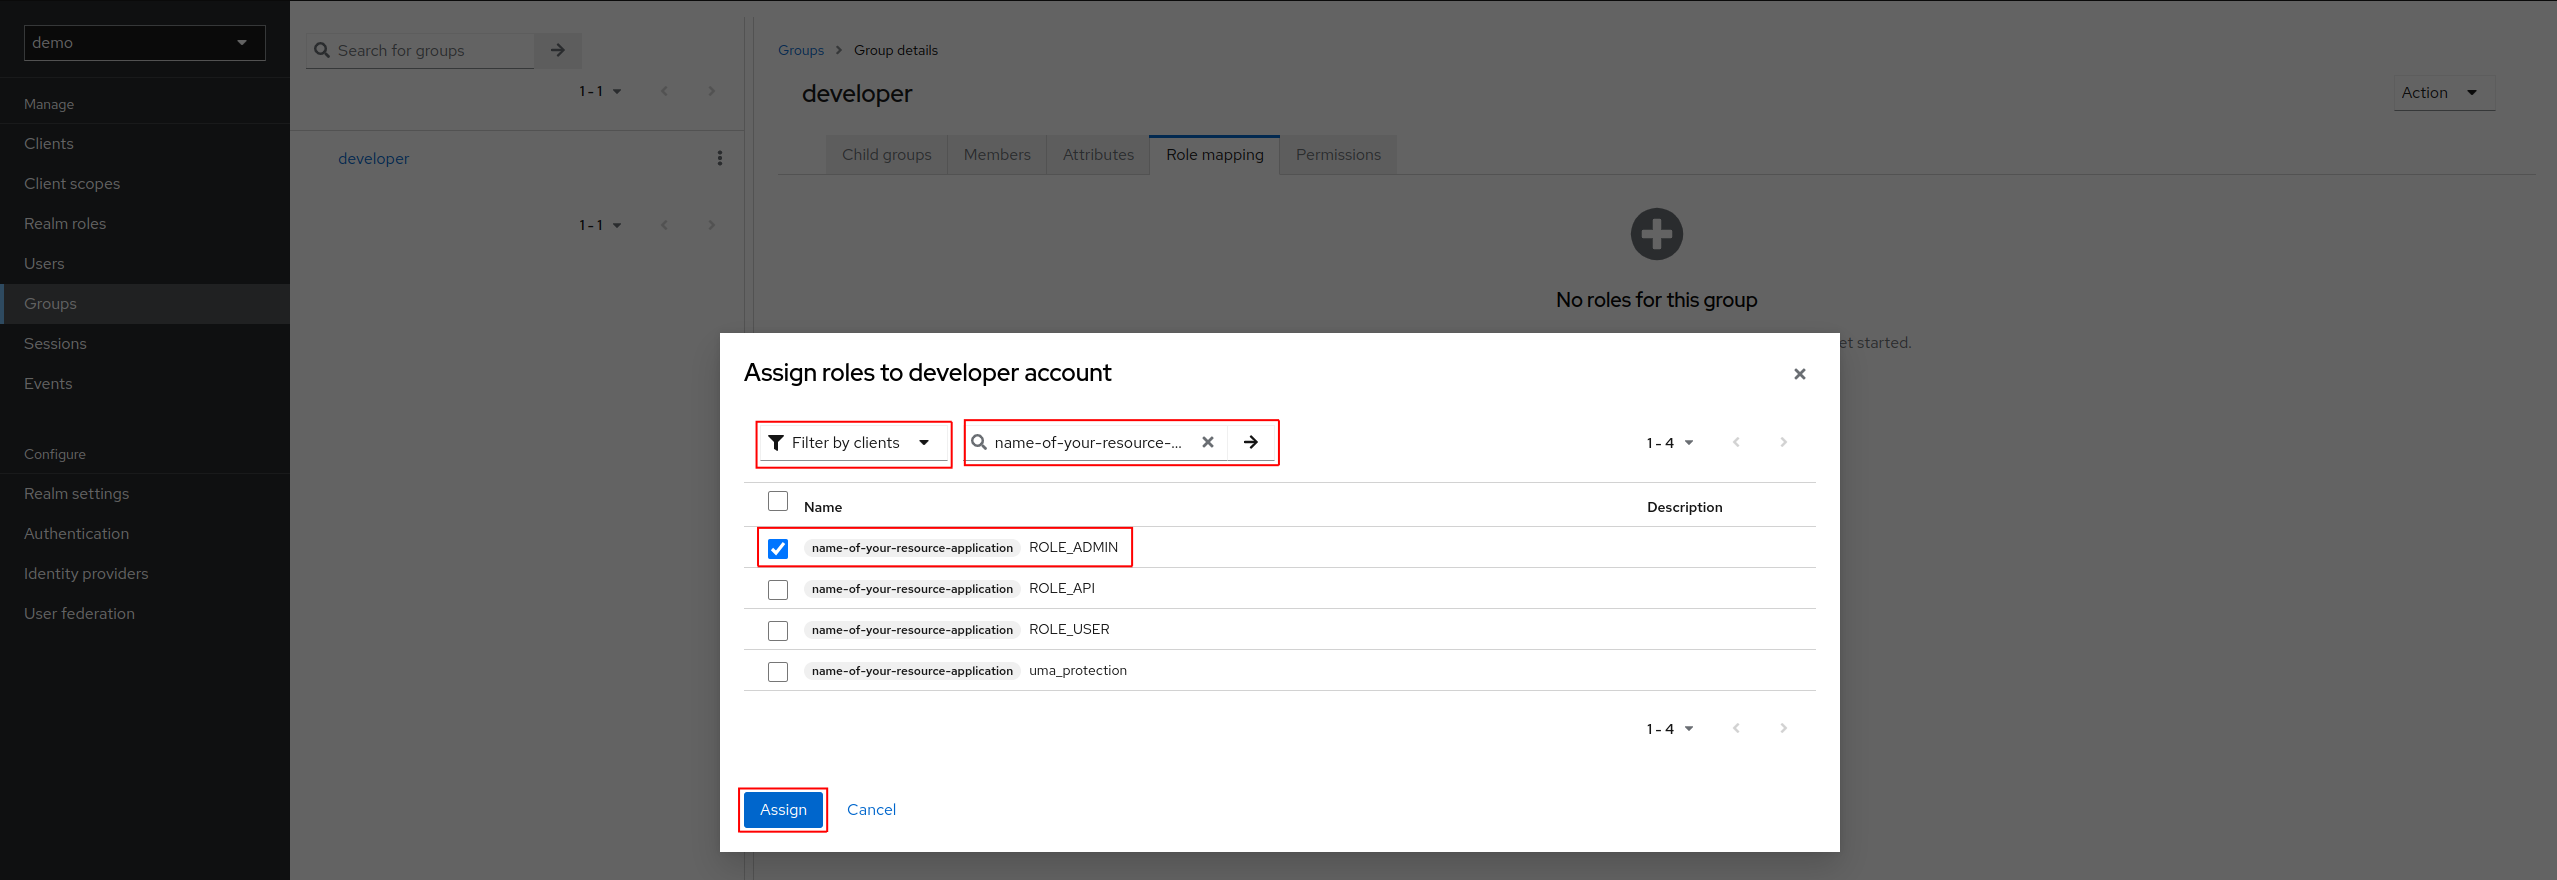 demo
Manage
Clients
Client scopes
Realm roles
Users
Groups
Sessions
Events
Configure
Realm settings
Authentication
Identity providers
User federation
Search for groups
1 - 1
developer
1 - 1
Groups > Group details
developer
Action
Child groups Members Attributes Role mapping Permissions
No roles for this group
et started.
Assign roles to developer account
Filter by clients name-of-your-resource-... 1 - 4
Name Description
name-of-your-resource-application ROLE_ADMIN
name-of-your-resource-application ROLE_API
name-of-your-resource-application ROLE_USER
name-of-your-resource-application uma_protection
1 - 4
Assign Cancel